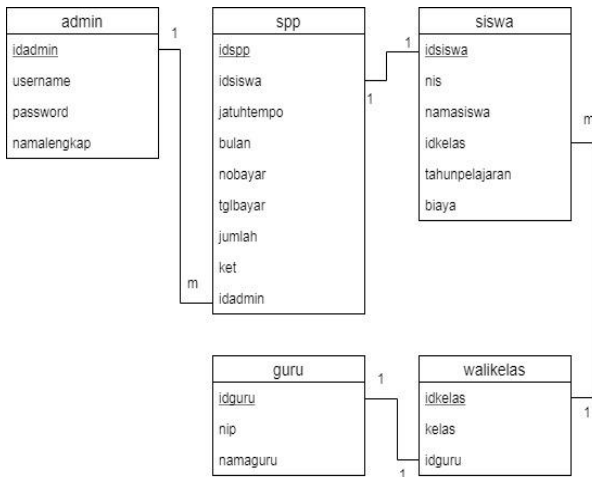 admin
idadmin
username
password
namalengkap
1
m
spp
idspp
idsiswa
jatuhtempo
bulan
nobayar
tglbayar
jumlah
ket
idadmin
1
1
siswa
idsiswa
nis
namasiswa
idkelas
tahunpelajaran
biaya
m
guru
idguru
nip
namaguru
1
1
walikelas
idkelas
kelas
idguru
1